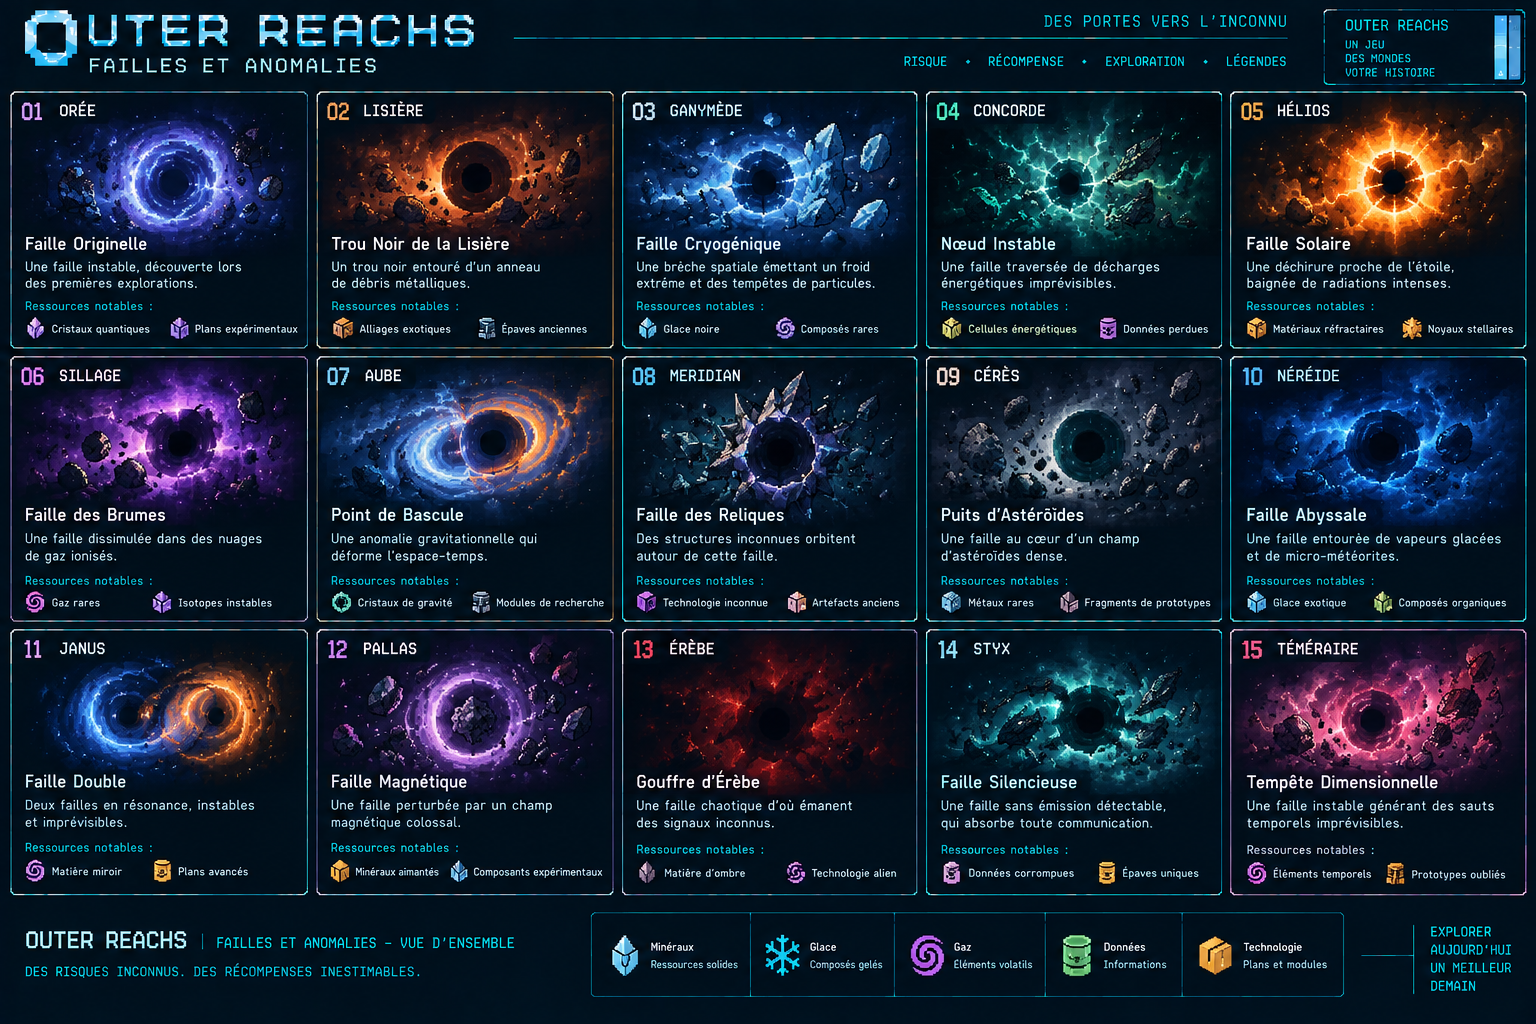 OUTER REACHS
FAILLES ET ANOMALIES
DES PORTES VERS L'INCONNU
RISQUE • RÉCOMPENSE • EXPLORATION • LÉGENDES
OUTER REACHS
UN JEU
DES MONDES
VOTRE HISTOIRE
01 ORÉE
Faille Originelle
Une faille instable, découverte lors
des premières explorations.
Ressources notables :
Cristaux quantiques
Plans expérimentaux
02 LISIÈRE
Trou Noir de la Lisière
Un trou noir entouré d'un anneau
de débris métalliques.
Ressources notables :
Alliages exotiques
Épaves anciennes
03 GANYMÈDE
Faille Cryogénique
Une brèche spatiale émettant un froid
extrême et des tempêtes de particules.
Ressources notables :
Glace noire
Composés rares
04 CONCORDE
Nœud Instable
Une faille traversée de décharges
énergétiques imprévisibles.
Ressources notables :
Cellules énergétiques
Données perdues
05 HÉLIOS
Faille Solaire
Une déchirure proche de l'étoile,
baignée de radiations intenses.
Ressources notables :
Matériaux réfractaires
Noyaux stellaires
06 SILLAGE
Faille des Brumes
Une faille dissimulée dans des nuages
de gaz ionisés.
Ressources notables :
Gaz rares
Isotopes instables
07 AUBE
Point de Bascule
Une anomalie gravitationnelle qui
déforme l'espace-temps.
Ressources notables :
Cristaux de gravité
Modules de recherche
08 MERIDIAN
Faille des Reliques
Des structures inconnues orbitent
autour de cette faille.
Ressources notables :
Technologie inconnue
Artefacts anciens
09 CÉRÈS
Puits d'Astéröïdes
Une faille au cœur d'un champ
d'astéroïdes dense.
Ressources notables :
Métaux rares
Fragments de prototypes
10 NÉRÉIDE
Faille Abyssale
Une faille entourée de vapeurs glacées
et de micro-météorites.
Ressources notables :
Glace exotique
Composés organiques
11 JANUS
Faille Double
Deux failles en résonance, instables
et imprévisibles.
Ressources notables :
Matière miroir
Plans avancés
12 PALLAS
Faille Magnétique
Une faille perturbée par un champ
magnétique colossal.
Ressources notables :
Minéraux aimantés
Composants expérimentaux
13 ÉRÈBE
Gouffre d'Érèbe
Une faille chaotique d'où émanent
des signaux inconnus.
Ressources notables :
Matière d'ombre
Technologie alien
14 STYX
Faille Silencieuse
Une faille sans émission détectable,
qui absorbe toute communication.
Ressources notables :
Données corrompues
Épaves uniques
15 TÉMÉRAIRE
Tempête Dimensionnelle
Une faille instable générant des sauts
temporels imprévisibles.
Ressources notables :
Éléments temporels
Prototypes oubliés
OUTER REACHS | FAILLES ET ANOMALIES – VUE D'ENSEMBLE
DES RISQUES INCONNUS. DES RÉCOMPENSES INESTIMABLES.
Minéraux
Ressources solides
Glace
Composés gelés
Gaz
Éléments volatils
Données
Informations
Technologie
Plans et modules
EXPLORER
AUJOURD'HUI
UN MEILLEUR
DEMAIN